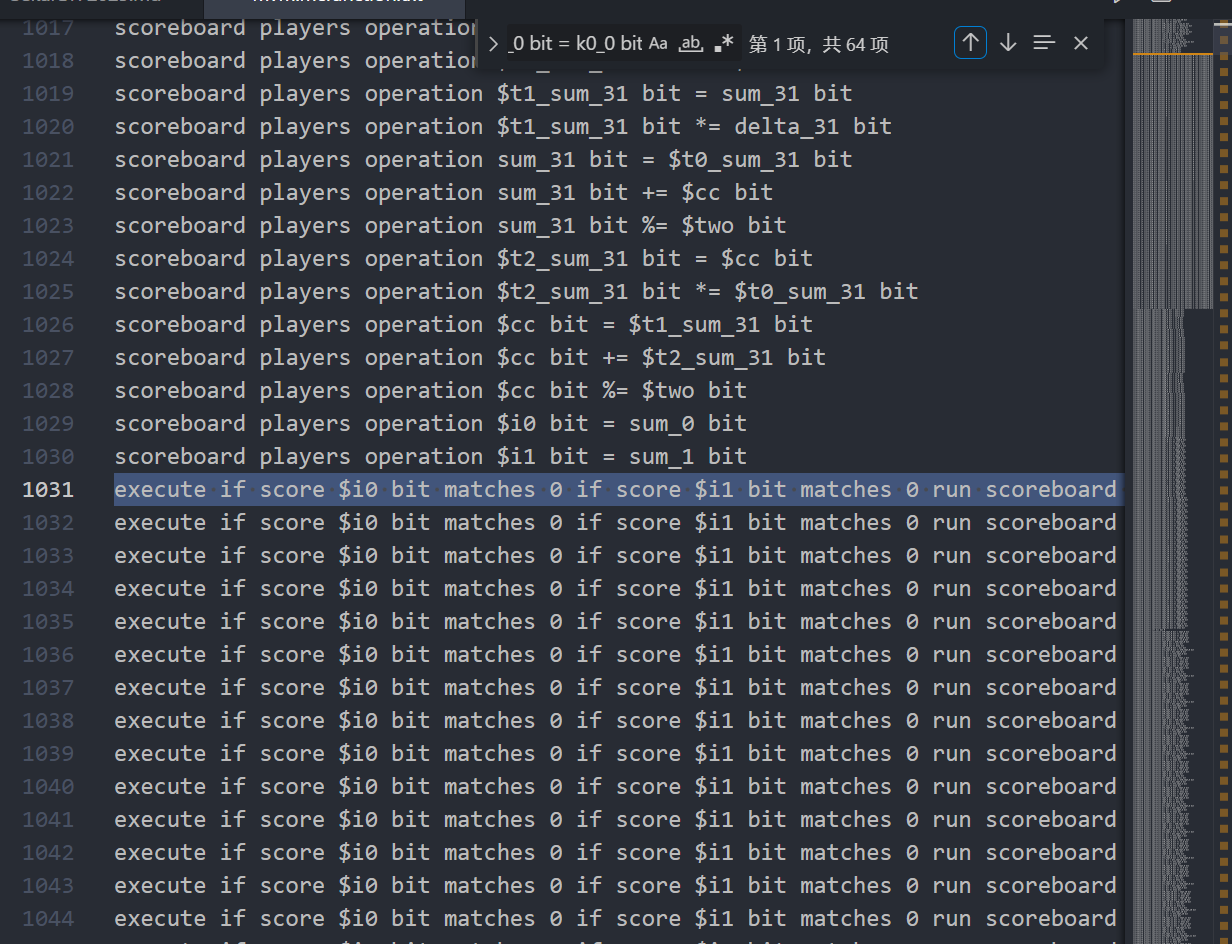 _0 bit = k0_0 bit Aa ab .* 第 1 项，共 64 项
1017 scoreboard players operation
1018 scoreboard players operation
1019 scoreboard players operation $t1_sum_31 bit = sum_31 bit
1020 scoreboard players operation $t1_sum_31 bit *= delta_31 bit
1021 scoreboard players operation sum_31 bit = $t0_sum_31 bit
1022 scoreboard players operation sum_31 bit += $cc bit
1023 scoreboard players operation sum_31 bit %= $two bit
1024 scoreboard players operation $t2_sum_31 bit = $cc bit
1025 scoreboard players operation $t2_sum_31 bit *= $t0_sum_31 bit
1026 scoreboard players operation $cc bit = $t1_sum_31 bit
1027 scoreboard players operation $cc bit += $t2_sum_31 bit
1028 scoreboard players operation $cc bit %= $two bit
1029 scoreboard players operation $i0 bit = sum_0 bit
1030 scoreboard players operation $i1 bit = sum_1 bit
1031 execute if score $i0 bit matches 0 if score $i1 bit matches 0 run scoreboard
1032 execute if score $i0 bit matches 0 if score $i1 bit matches 0 run scoreboard
1033 execute if score $i0 bit matches 0 if score $i1 bit matches 0 run scoreboard
1034 execute if score $i0 bit matches 0 if score $i1 bit matches 0 run scoreboard
1035 execute if score $i0 bit matches 0 if score $i1 bit matches 0 run scoreboard
1036 execute if score $i0 bit matches 0 if score $i1 bit matches 0 run scoreboard
1037 execute if score $i0 bit matches 0 if score $i1 bit matches 0 run scoreboard
1038 execute if score $i0 bit matches 0 if score $i1 bit matches 0 run scoreboard
1039 execute if score $i0 bit matches 0 if score $i1 bit matches 0 run scoreboard
1040 execute if score $i0 bit matches 0 if score $i1 bit matches 0 run scoreboard
1041 execute if score $i0 bit matches 0 if score $i1 bit matches 0 run scoreboard
1042 execute if score $i0 bit matches 0 if score $i1 bit matches 0 run scoreboard
1043 execute if score $i0 bit matches 0 if score $i1 bit matches 0 run scoreboard
1044 execute if score $i0 bit matches 0 if score $i1 bit matches 0 run scoreboard